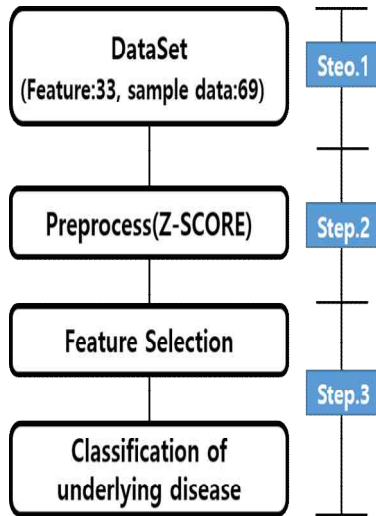 DataSet
(Feature:33, sample data:69)
Steo.1
Preprocess(Z-SCORE)
Step.2
Feature Selection
Step.3
Classification of
underlying disease